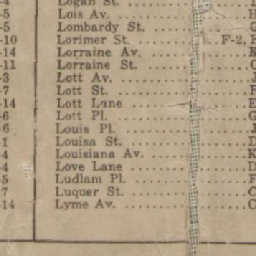 -4 Logan St.
-5 Lois Av. H
-5 Lombardy St. G
-10 Lorimer St. F-2,
-14 Lorraine Av. K
-11 Lorraine St. C
-3 Lott Av. J
-7 Lott St. F
-14 Lott Lane E
-6 Lott Pl. G
-6 Louis Pl. J
-1 Louisa St. D
-4 Louisiana Av. K
-4 Love Lane D
-5 Ludlam Pl. F
-7 Luquer St. C
-14 Lyme Av. C